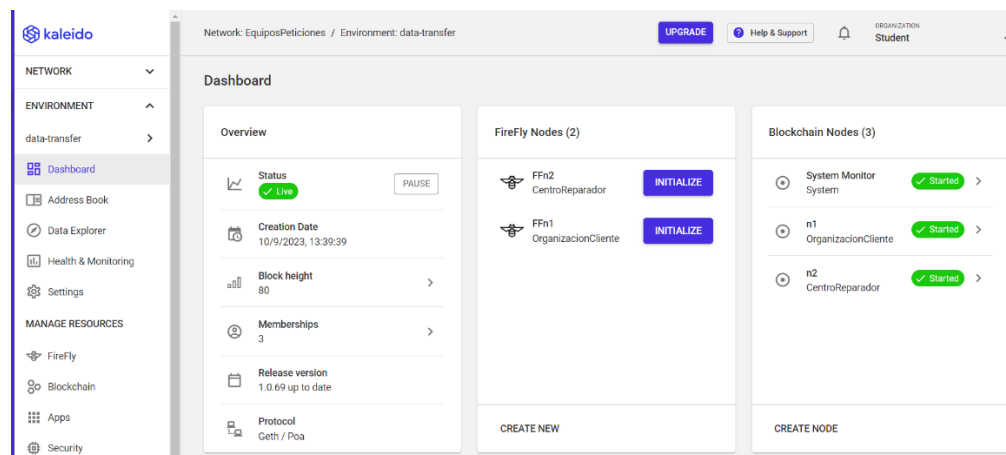 kaleido
Network: EquiposPeticiones / Environment: data-transfer
UPGRADE
Help & Support
ORGANIZATION
Student
NETWORK
ENVIRONMENT
data-transfer
Dashboard
Address Book
Data Explorer
Health & Monitoring
Settings
MANAGE RESOURCES
FireFly
Blockchain
Apps
Security
Dashboard
Overview
Status
Live
PAUSE
Creation Date
10/9/2023, 13:39:39
Block height
80
Memberships
3
Release version
1.0.69 up to date
Protocol
Geth / Poa
FireFly Nodes (2)
FFn2
CentroReparador
INITIALIZE
FFn1
OrganizacionCliente
INITIALIZE
CREATE NEW
Blockchain Nodes (3)
System Monitor
System
Started
n1
OrganizacionCliente
Started
n2
CentroReparador
Started
CREATE NODE